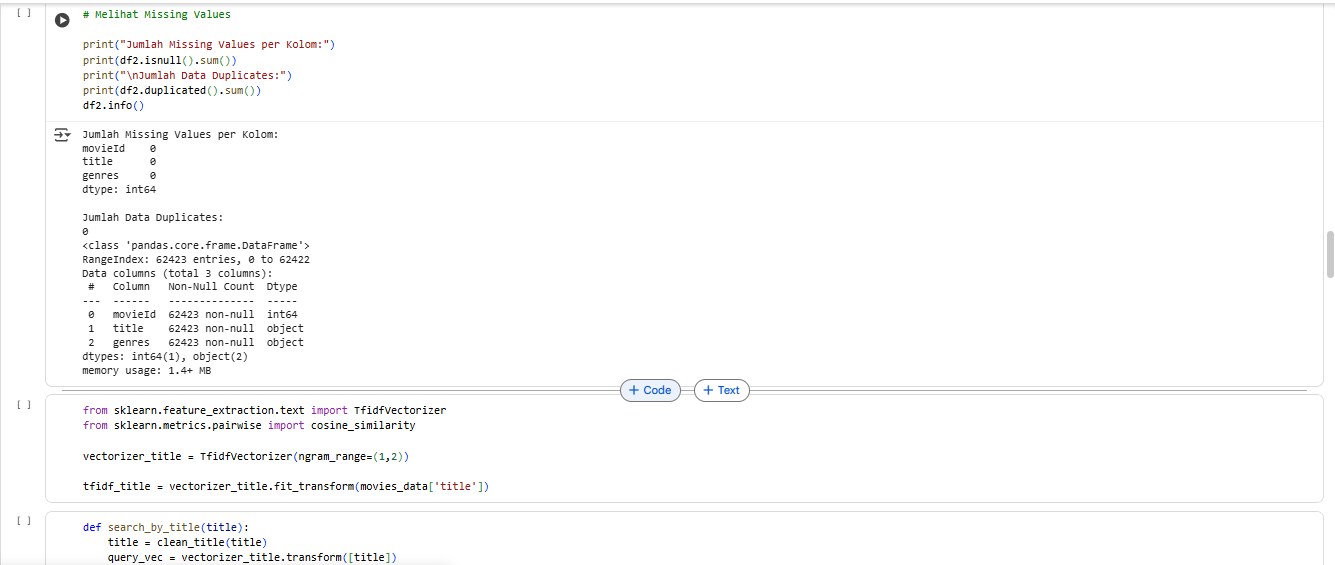 [ ]
# Melihat Missing Values
print("Jumlah Missing Values per Kolom:")
print(df2.isnull().sum())
print("\nJumlah Data Duplicates:")
print(df2.duplicated().sum())
df2.info()
Jumlah Missing Values per Kolom:
movieId    0
title      0
genres     0
dtype: int64
Jumlah Data Duplicates:
0
<class 'pandas.core.frame.DataFrame'>
RangeIndex: 62423 entries, 0 to 62422
Data columns (total 3 columns):
 #   Column   Non-Null Count  Dtype
---  ------   --------------  -----
 0   movieId  62423 non-null  int64
 1   title    62423 non-null  object
 2   genres   62423 non-null  object
dtypes: int64(1), object(2)
memory usage: 1.4+ MB
+ Code + Text
[ ]
from sklearn.feature_extraction.text import TfidfVectorizer
from sklearn.metrics.pairwise import cosine_similarity
vectorizer_title = TfidfVectorizer(ngram_range=(1,2))
tfidf_title = vectorizer_title.fit_transform(movies_data['title'])
[ ]
def search_by_title(title):
    title = clean_title(title)
    query_vec = vectorizer_title.transform([title])